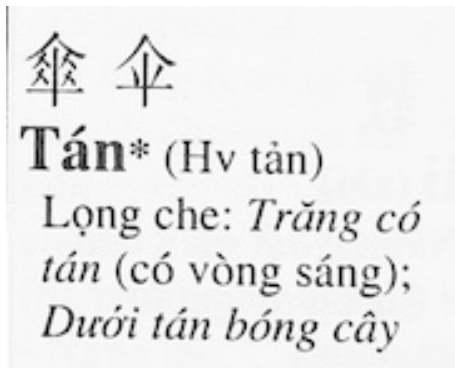 傘 伞
Tán* (Hv tản)
Lọng che: Trăng có
tán (có vòng sáng);
Dưới tán bóng cây